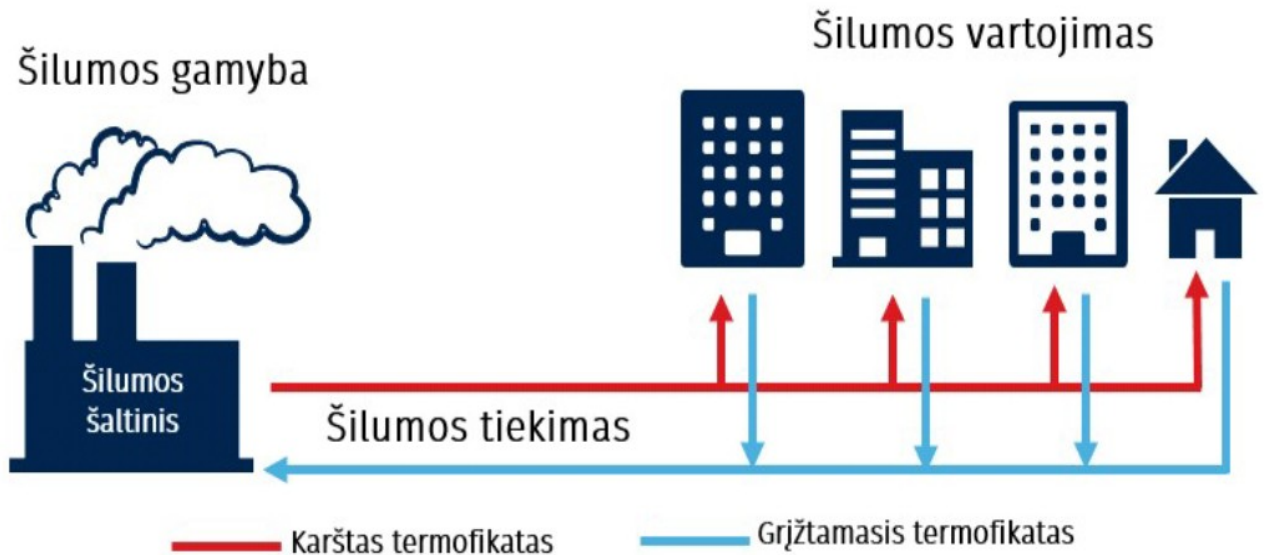 Šilumos gamyba
Šilumos vartojimas
Šilumos
šaltinis
Šilumos tiekimas
Karštas termofikatas
Grįžtamasis termofikatas